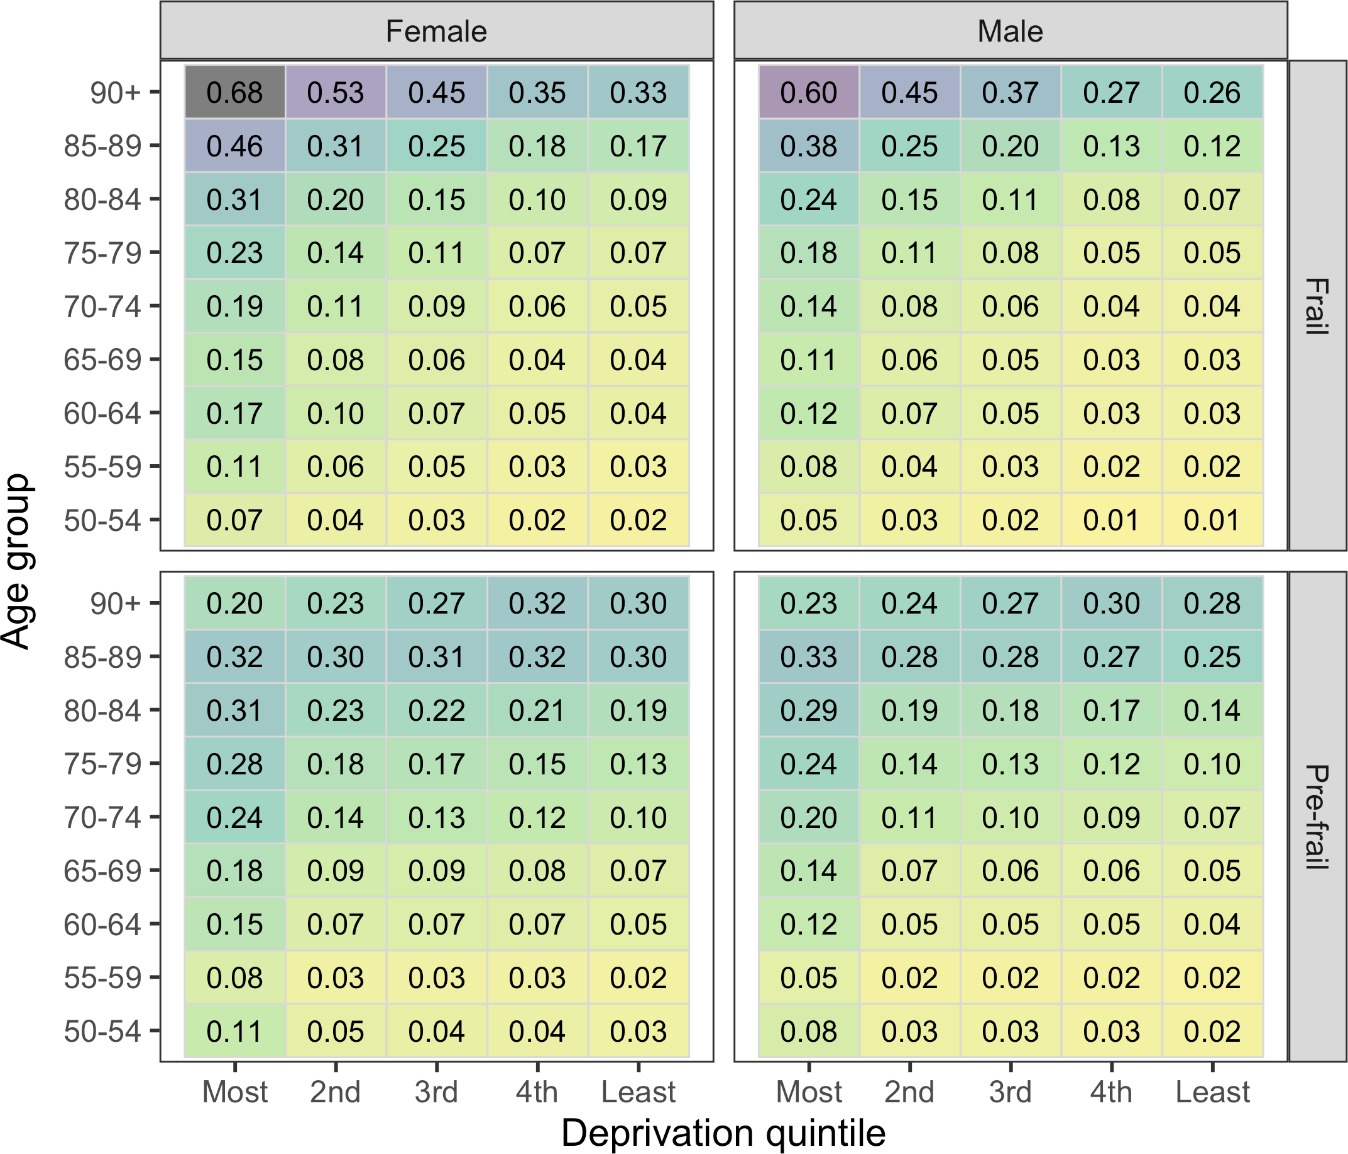 Female Male
90+ 0.68 0.53 0.45 0.35 0.33 0.60 0.45 0.37 0.27 0.26
85-89 0.46 0.31 0.25 0.18 0.17 0.38 0.25 0.20 0.13 0.12
80-84 0.31 0.20 0.15 0.10 0.09 0.24 0.15 0.11 0.08 0.07
75-79 0.23 0.14 0.11 0.07 0.07 0.18 0.11 0.08 0.05 0.05
70-74 0.19 0.11 0.09 0.06 0.05 0.14 0.08 0.06 0.04 0.04
65-69 0.15 0.08 0.06 0.04 0.04 0.11 0.06 0.05 0.03 0.03
60-64 0.17 0.10 0.07 0.05 0.04 0.12 0.07 0.05 0.03 0.03
55-59 0.11 0.06 0.05 0.03 0.03 0.08 0.04 0.03 0.02 0.02
50-54 0.07 0.04 0.03 0.02 0.02 0.05 0.03 0.02 0.01 0.01
Frail
90+ 0.20 0.23 0.27 0.32 0.30 0.23 0.24 0.27 0.30 0.28
85-89 0.32 0.30 0.31 0.32 0.30 0.33 0.28 0.28 0.27 0.25
80-84 0.31 0.23 0.22 0.21 0.19 0.29 0.19 0.18 0.17 0.14
75-79 0.28 0.18 0.17 0.15 0.13 0.24 0.14 0.13 0.12 0.10
70-74 0.24 0.14 0.13 0.12 0.10 0.20 0.11 0.10 0.09 0.07
65-69 0.18 0.09 0.09 0.08 0.07 0.14 0.07 0.06 0.06 0.05
60-64 0.15 0.07 0.07 0.07 0.05 0.12 0.05 0.05 0.05 0.04
55-59 0.08 0.03 0.03 0.03 0.02 0.05 0.02 0.02 0.02 0.02
50-54 0.11 0.05 0.04 0.04 0.03 0.08 0.03 0.03 0.03 0.02
Pre-frail
Most 2nd 3rd 4th Least Most 2nd 3rd 4th Least
Deprivation quintile
Age group